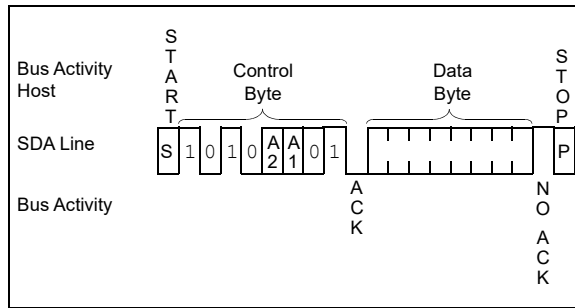 START
Bus Activity
Host
Control
Byte
Data
Byte
STOP
SDA Line
S 1 0 1 0 A2 A1 0 1
P
Bus Activity
ACK
NO ACK